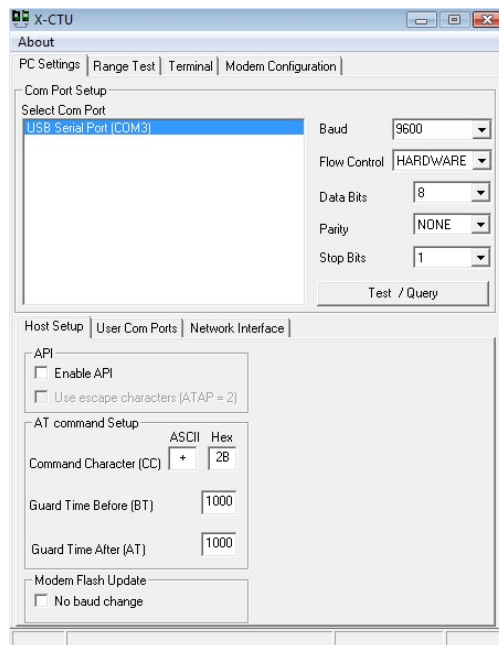 X-CTU
About
PC Settings Range Test Terminal Modem Configuration
Com Port Setup
Select Com Port
USB Serial Port (COM3)
Baud 9600
Flow Control HARDWARE
Data Bits 8
Parity NONE
Stop Bits 1
Test / Query
Host Setup User Com Ports Network Interface
API
Enable API
Use escape characters (ATAP = 2)
AT command Setup
ASCII Hex
Command Character (CC) + 2B
Guard Time Before (BT) 1000
Guard Time After (AT) 1000
Modem Flash Update
No baud change